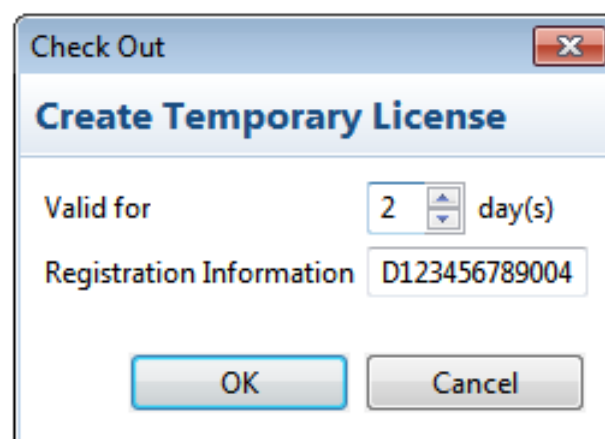 Check Out
Create Temporary License
Valid for 2 day(s)
Registration Information D123456789004
OK Cancel